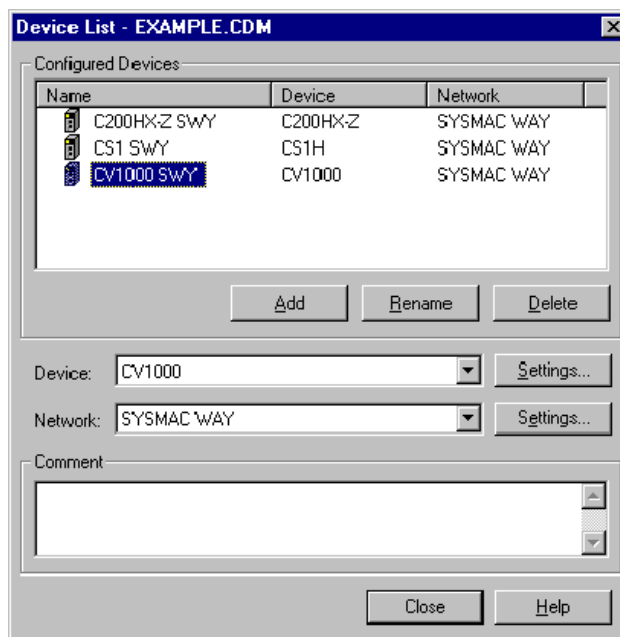 Device List - EXAMPLE.CDM
Configured Devices
Name Device Network
C200HX-Z SWY C200HX-Z SYSMAC WAY
CS1 SWY CS1H SYSMAC WAY
CV1000 SWY CV1000 SYSMAC WAY
Add Rename Delete
Device: CV1000 Settings...
Network: SYSMAC WAY Settings...
Comment
Close Help